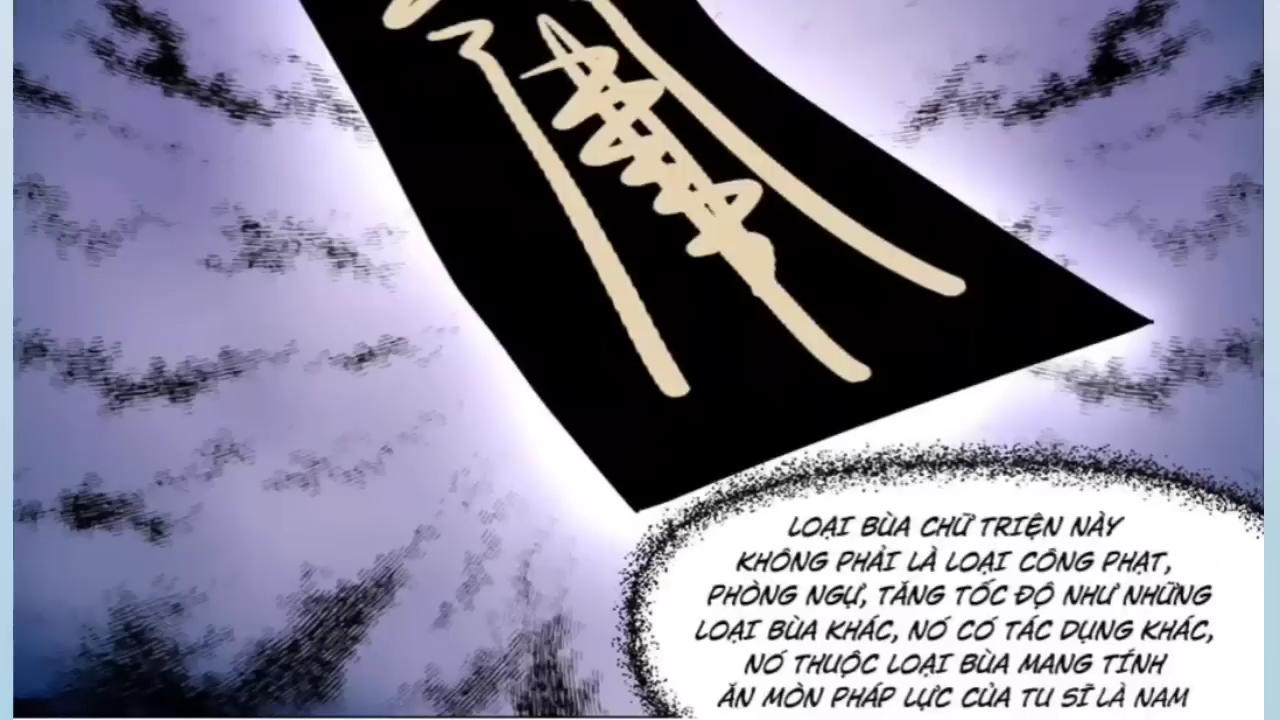 LOẠI BÙA CHỮ TRIỆN NÀY
KHÔNG PHẢI LÀ LOẠI CÔNG PHẠT,
PHÒNG NGỰ, TĂNG TỐC ĐỘ NHƯ NHỮNG
LOẠI BÙA KHÁC, NÓ CÓ TÁC DỤNG KHÁC,
NÓ THUỘC LOẠI BÙA MANG TÍNH
ĂN MÒN PHÁP LỰC CỦA TU SĨ LÀ NAM